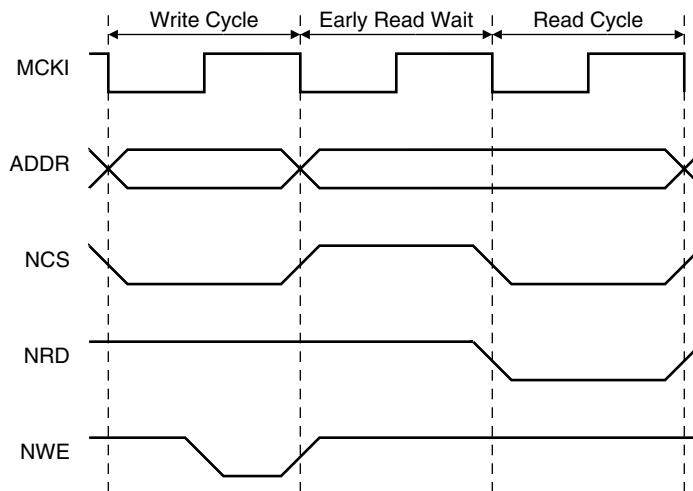 Write Cycle Early Read Wait Read Cycle
MCKI
ADDR
NCS
NRD
NWE